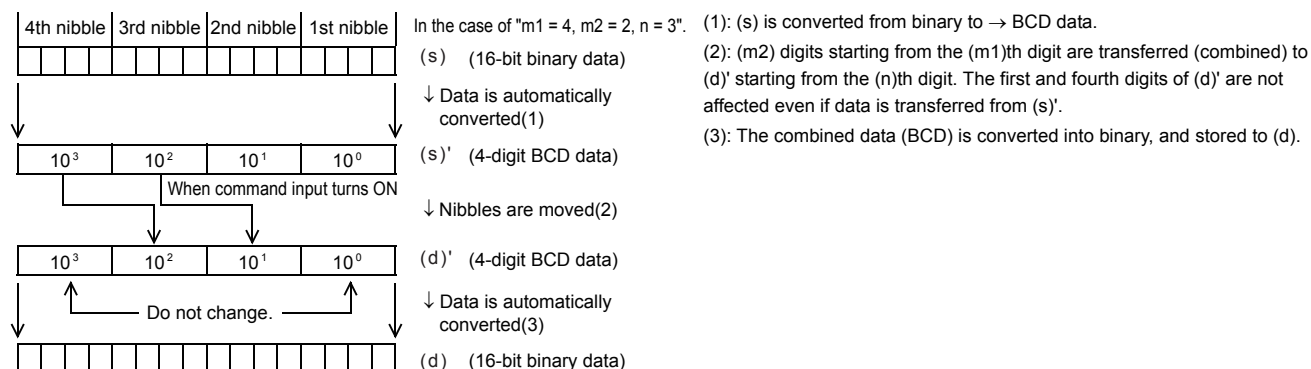 4th nibble 3rd nibble 2nd nibble 1st nibble
In the case of "m1 = 4, m2 = 2, n = 3".
(s) (16-bit binary data)
↓ Data is automatically
converted(1)
10³ 10² 10¹ 10⁰
(s)' (4-digit BCD data)
When command input turns ON
↓ Nibbles are moved(2)
10³ 10² 10¹ 10⁰
(d)' (4-digit BCD data)
Do not change.
↓ Data is automatically
converted(3)
(d) (16-bit binary data)
(1): (s) is converted from binary to → BCD data.
(2): (m2) digits starting from the (m1)th digit are transferred (combined) to
(d)' starting from the (n)th digit. The first and fourth digits of (d)' are not
affected even if data is transferred from (s)'.
(3): The combined data (BCD) is converted into binary, and stored to (d).